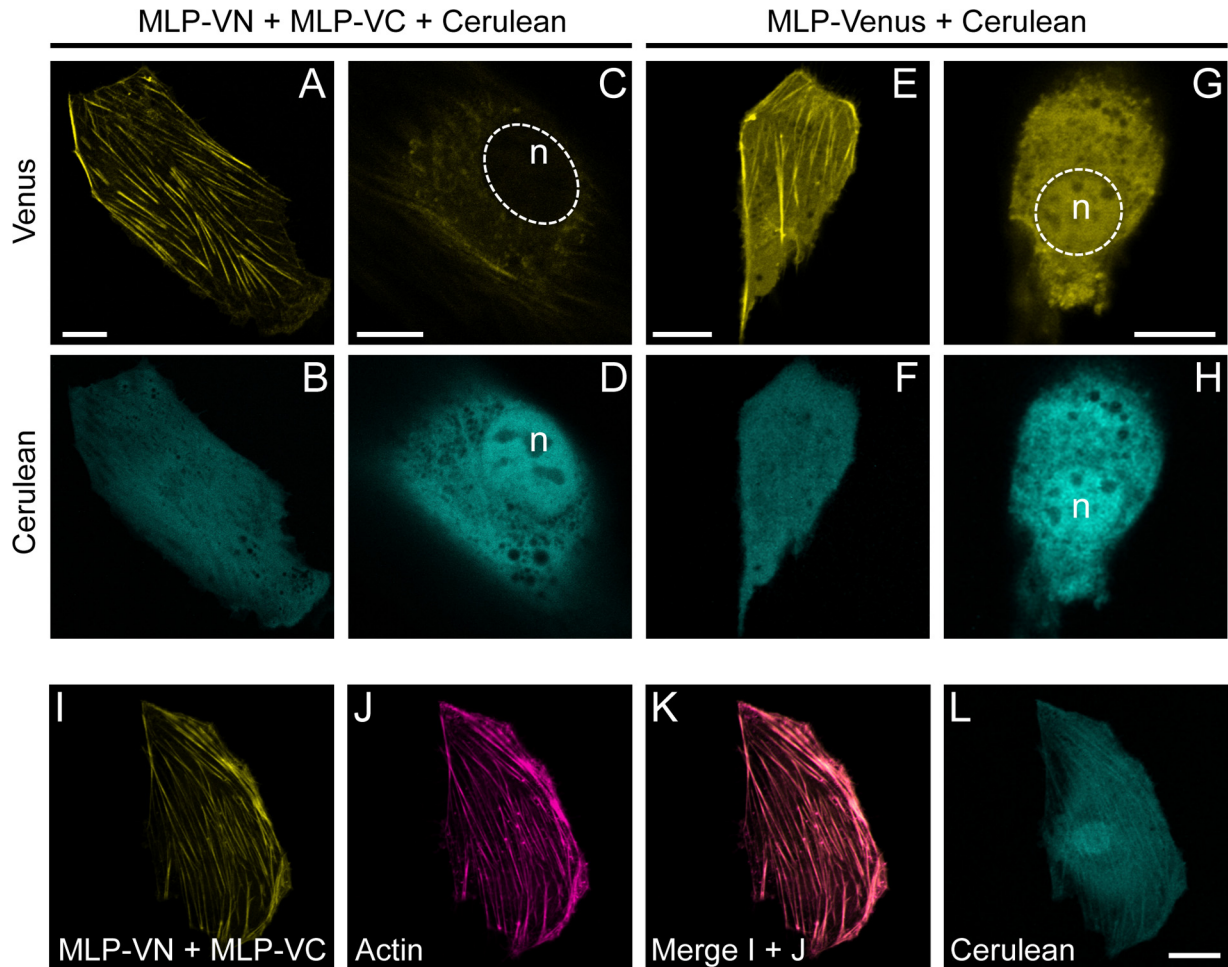 MLP-VN + MLP-VC + Cerulean
MLP-Venus + Cerulean
Venus
A
C
n
E
G
n
Cerulean
B
D
n
F
H
n
I
MLP-VN + MLP-VC
J
Actin
K
Merge I + J
L
Cerulean